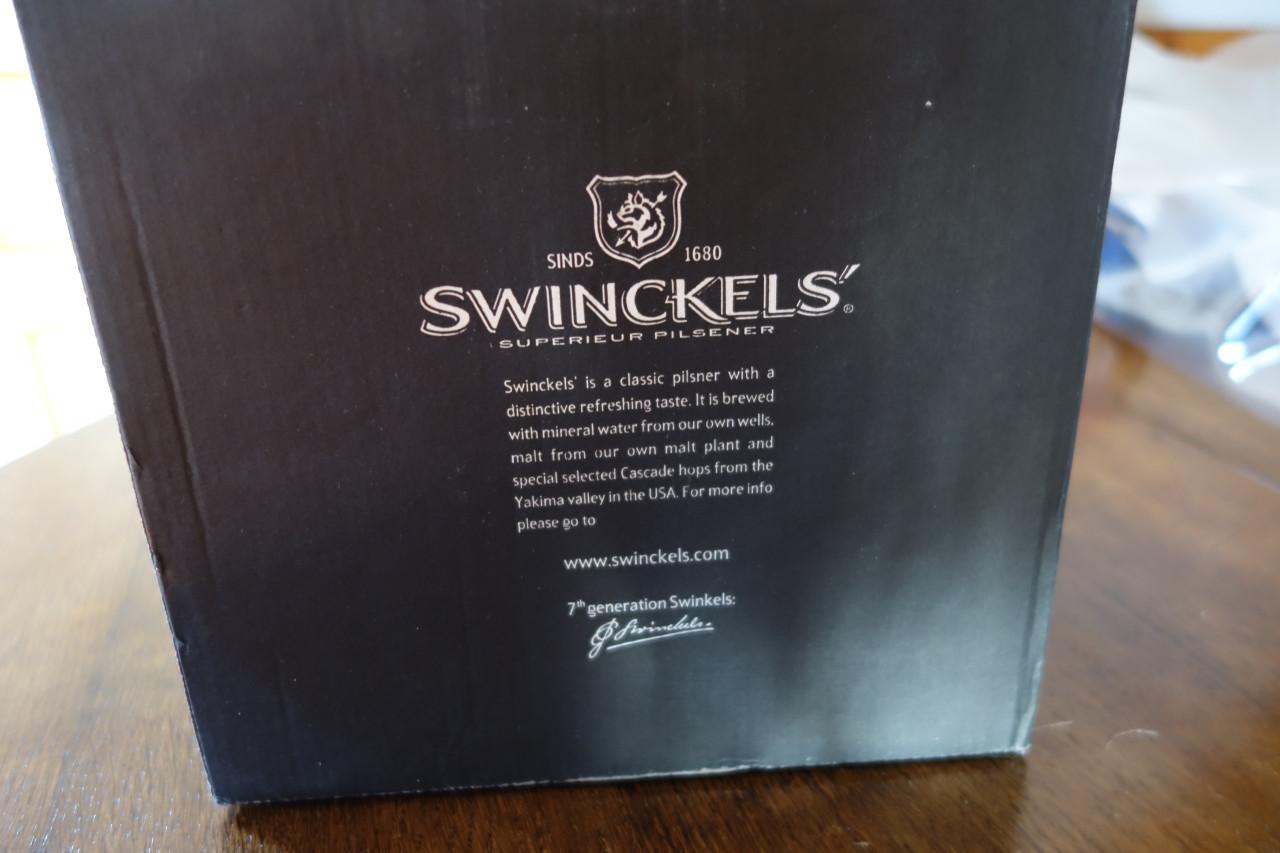 SINDS 1680
SWINCKELS'®
SUPERIEUR PILSENER
Swinckels' is a classic pilsner with a
distinctive refreshing taste. It is brewed
with mineral water from our own wells,
malt from our own malt plant and
special selected Cascade hops from the
Yakima valley in the USA. For more info
please go to
www.swinckels.com
7th generation Swinkels:
P Swinckels.